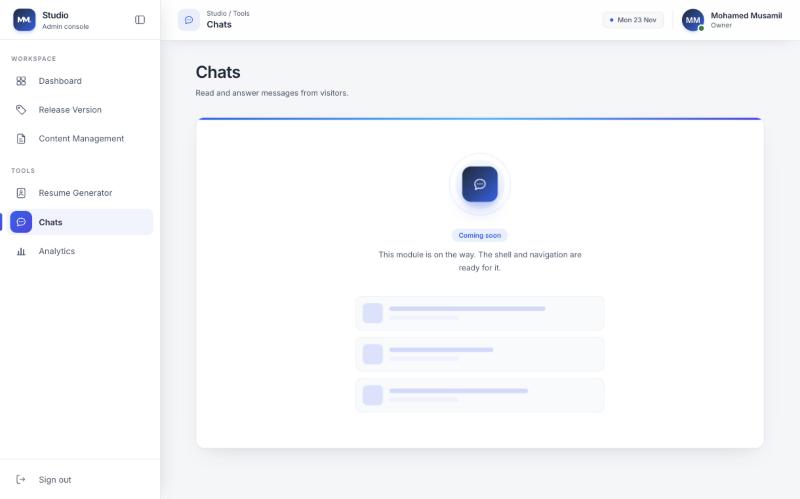 MM.
Studio
Admin console
WORKSPACE
Dashboard
Release Version
Content Management
TOOLS
Resume Generator
Chats
Analytics
Sign out
Studio / Tools
Chats
Mon 23 Nov
MM
Mohamed Musamil
Owner
Chats
Read and answer messages from visitors.
Coming soon
This module is on the way. The shell and navigation are
ready for it.